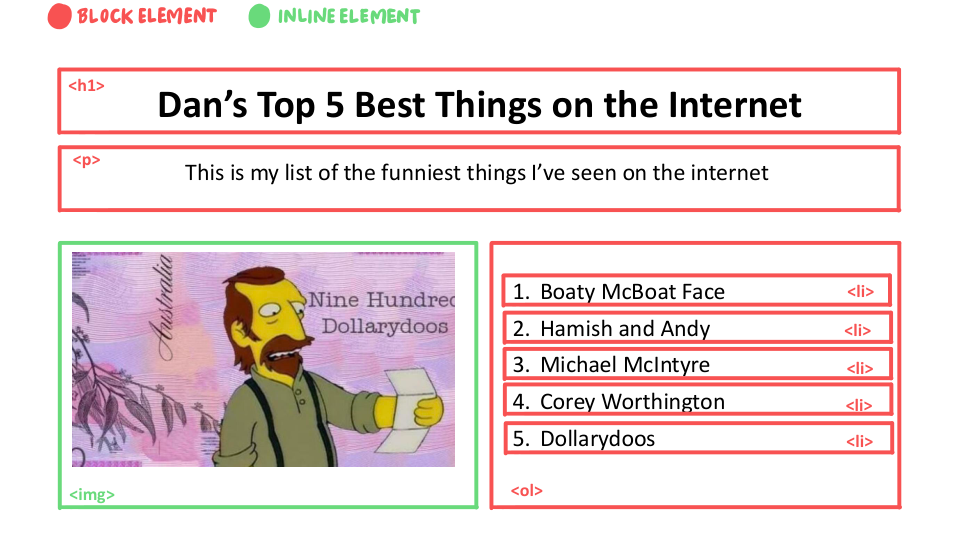 BLOCK ELEMENT
INLINE ELEMENT
<h1>
Dan's Top 5 Best Things on the Internet
<p>
This is my list of the funniest things I've seen on the internet
Australia
Nine Hundred
Dollarydoos
<img>
1. Boaty McBoat Face <li>
2. Hamish and Andy <li>
3. Michael McIntyre <li>
4. Corey Worthington <li>
5. Dollarydoos <li>
<ol>